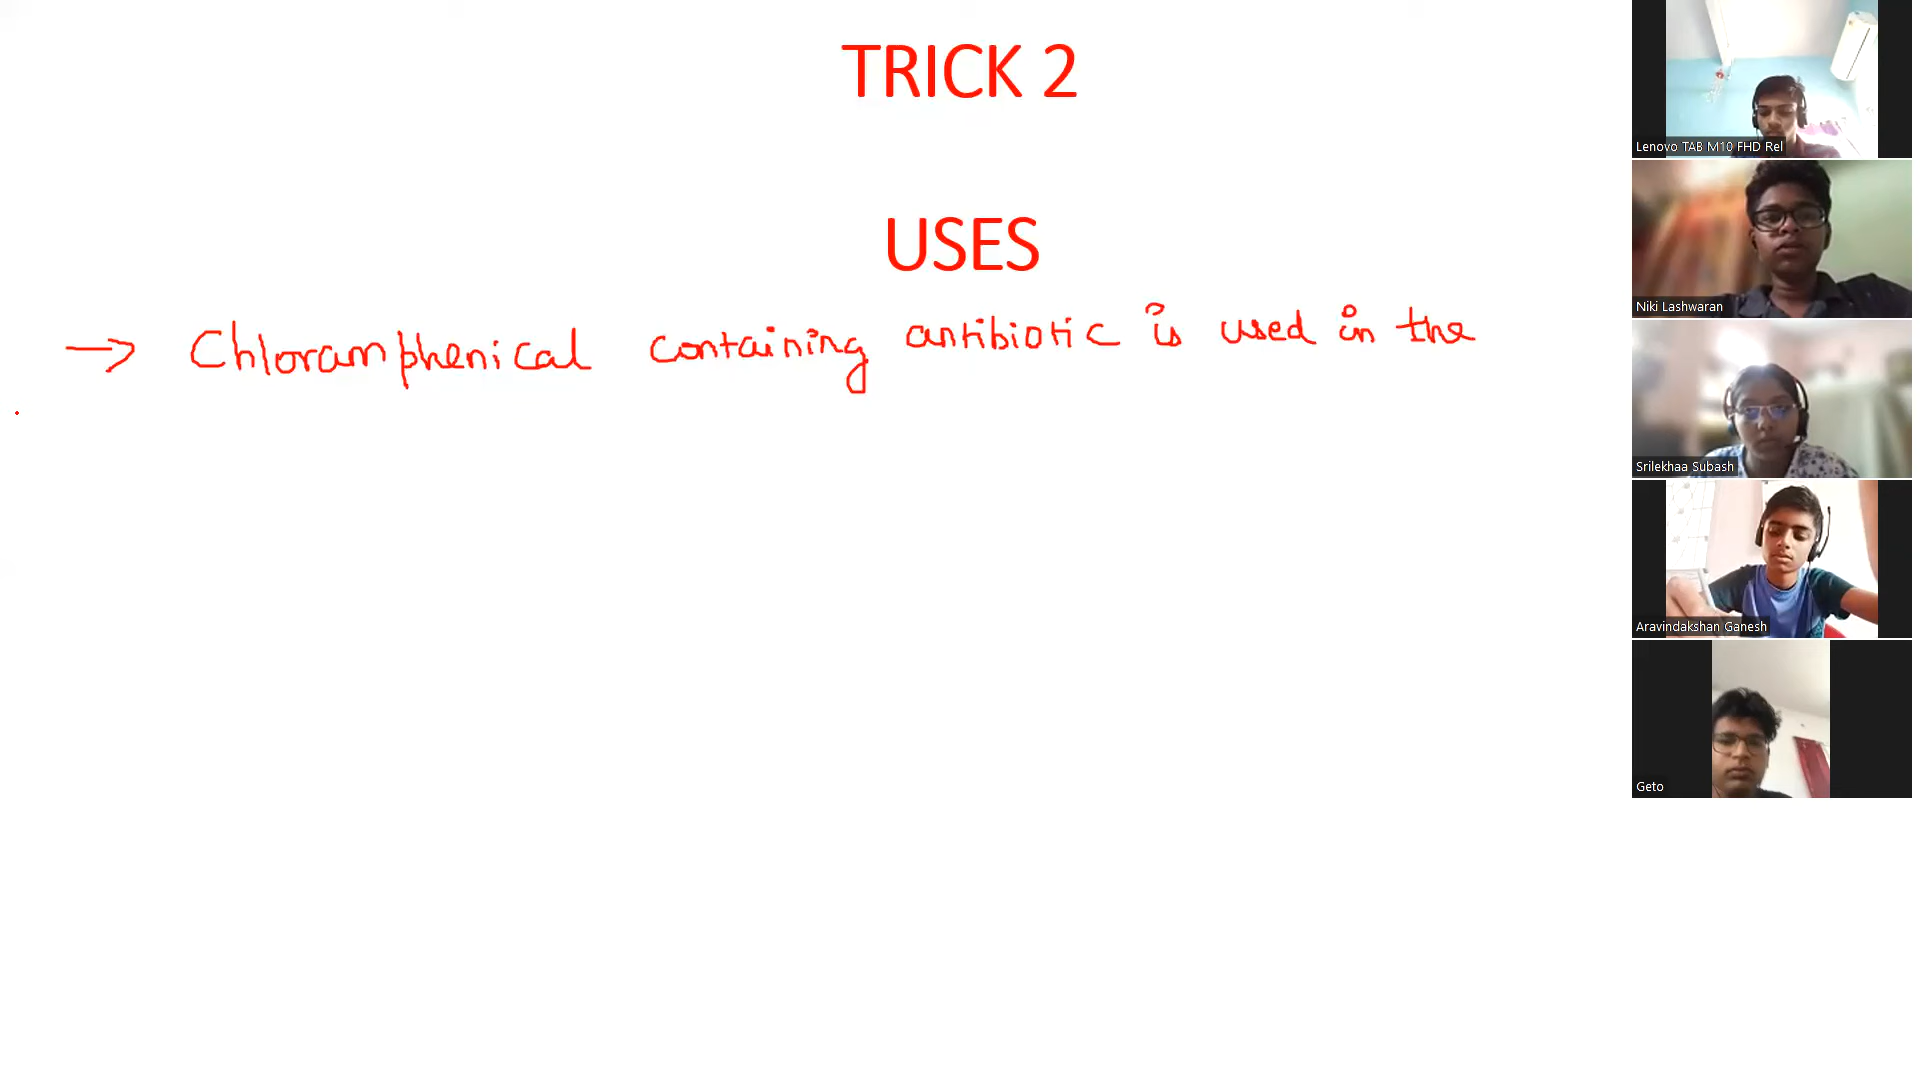 TRICK 2
USES
→ Chloramphenical containing antibiotic is used in the
Lenovo TAB M10 FHD Rel
Niki Lashwaran
Srilekhaa Subash
Aravindakshan Ganesh
Geto